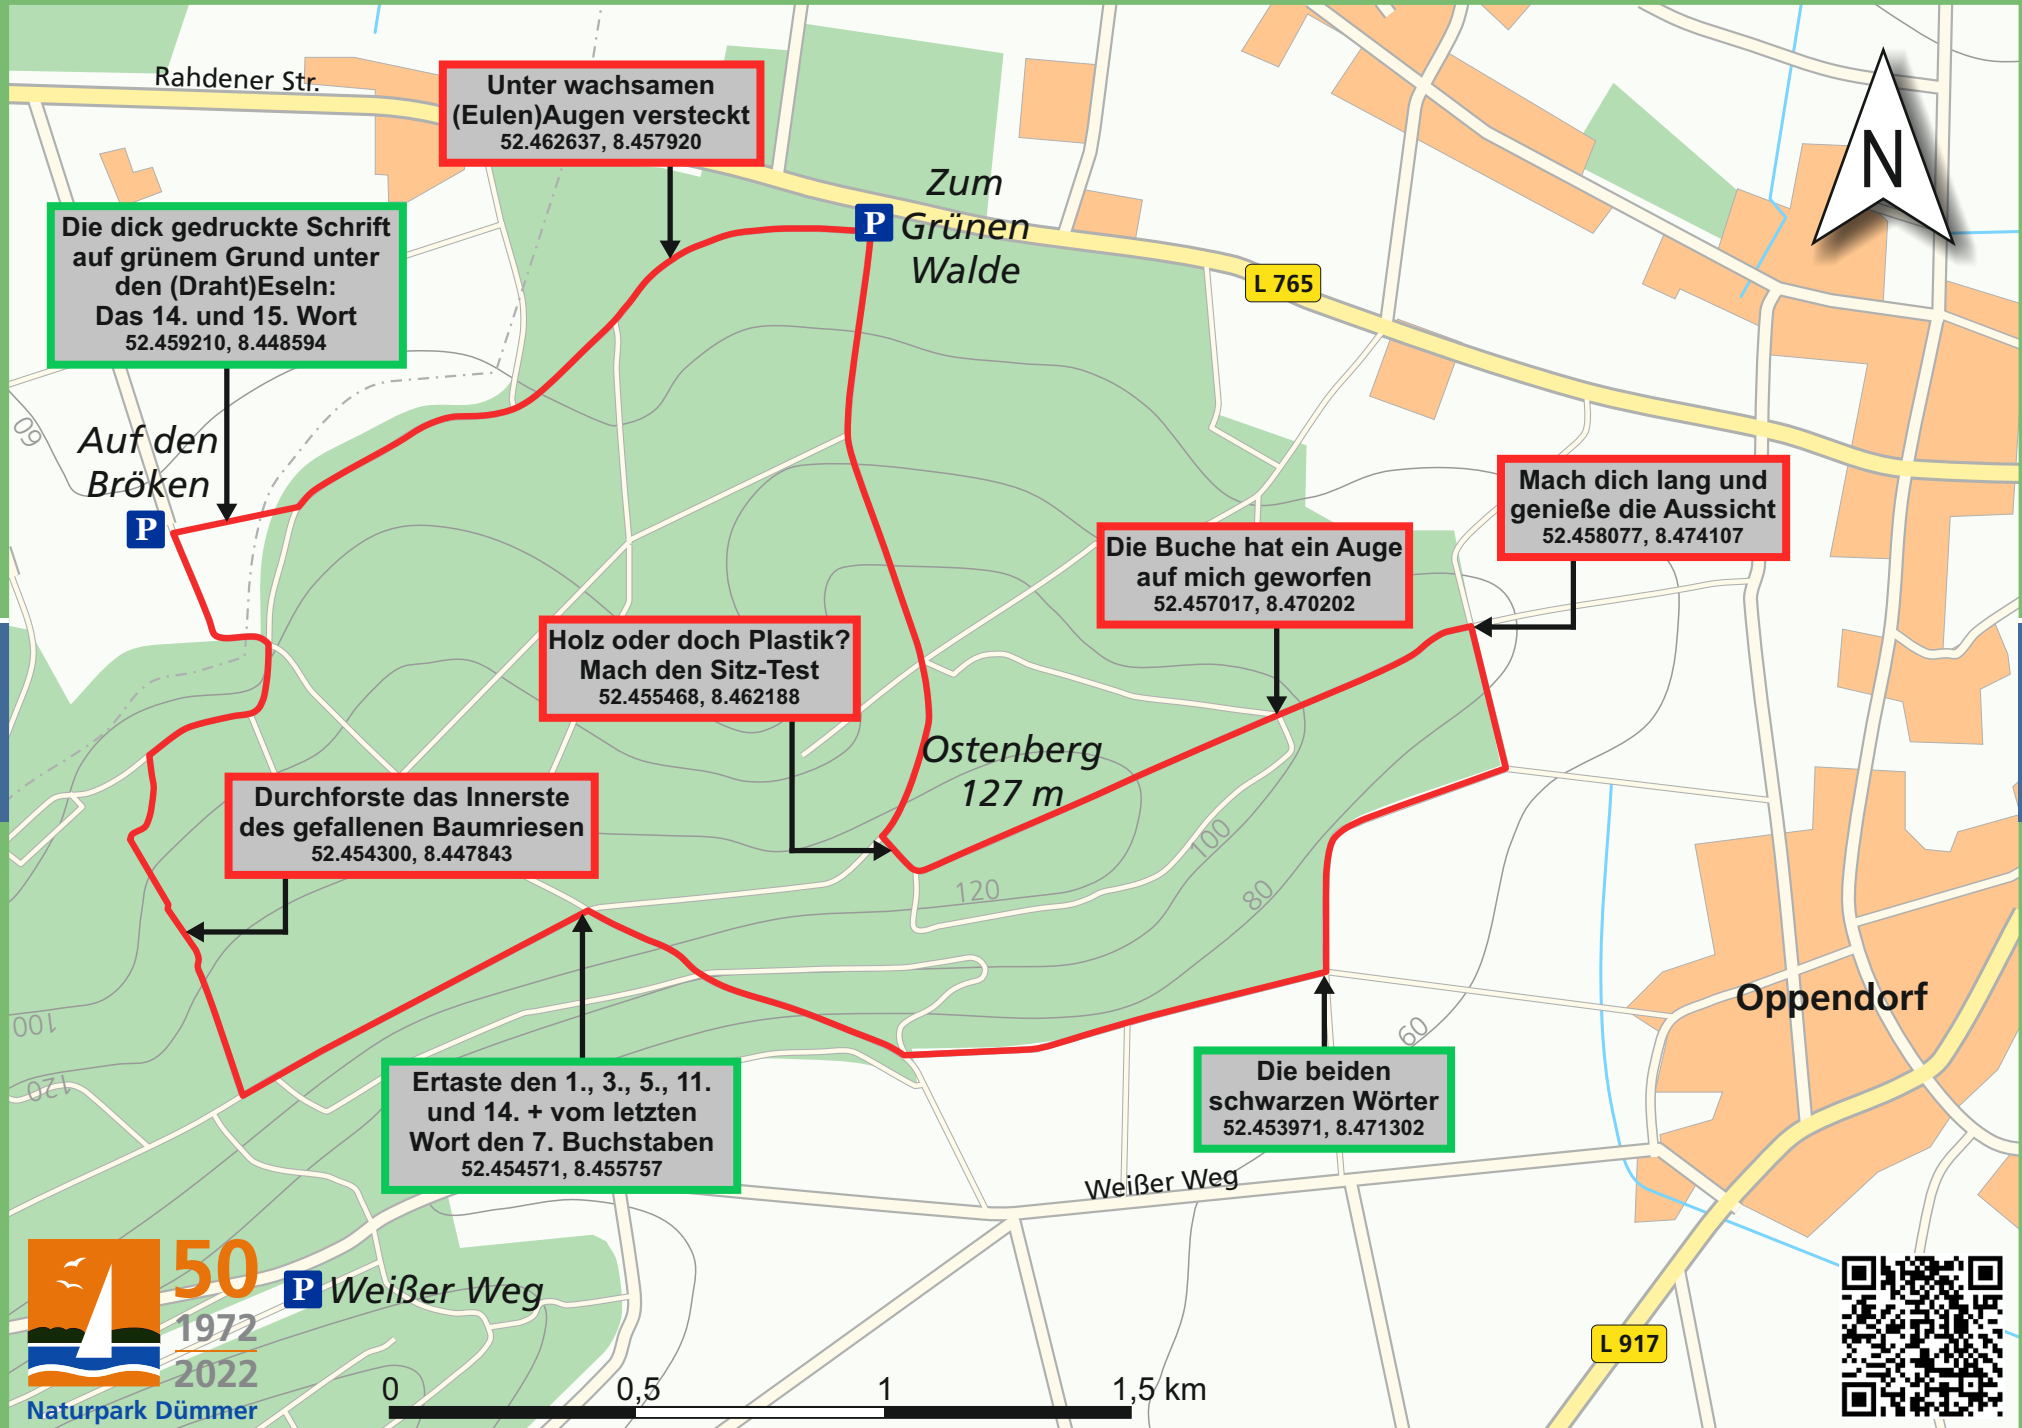 Rahdener Str.
Unter wachsamen
(Eulen)Augen versteckt
52.462637, 8.457920
N
Zum
Grünen
Walde
P
Die dick gedruckte Schrift
auf grünem Grund unter
den (Draht)Eseln:
Das 14. und 15. Wort
52.459210, 8.448594
L 765
60
Auf den
Bröken
P
Mach dich lang und
genieße die Aussicht
52.458077, 8.474107
Die Buche hat ein Auge
auf mich geworfen
52.457017, 8.470202
Holz oder doch Plastik?
Mach den Sitz-Test
52.455468, 8.462188
Ostenberg
127 m
Durchforste das Innerste
des gefallenen Baumriesen
52.454300, 8.447843
100
120
80
Oppendorf
100
60
120
Ertaste den 1., 3., 5., 11.
und 14. + vom letzten
Wort den 7. Buchstaben
52.454571, 8.455757
Die beiden
schwarzen Wörter
52.453971, 8.471302
Weißer Weg
P Weißer Weg
50
1972
2022
Naturpark Dümmer
L 917
0 0,5 1 1,5 km